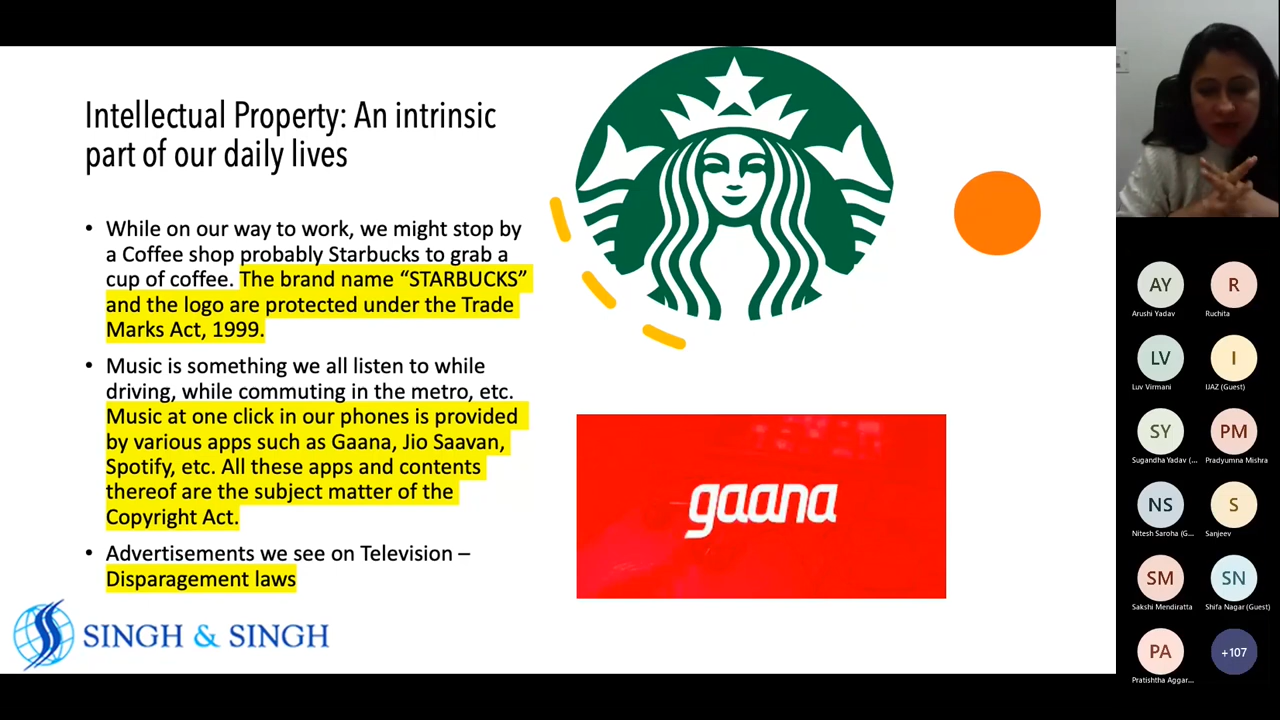 Intellectual Property: An intrinsic
part of our daily lives
• While on our way to work, we might stop by
a Coffee shop probably Starbucks to grab a
cup of coffee. The brand name “STARBUCKS”
and the logo are protected under the Trade
Marks Act, 1999.
• Music is something we all listen to while
driving, while commuting in the metro, etc.
Music at one click in our phones is provided
by various apps such as Gaana, Jio Saavan,
Spotify, etc. All these apps and contents
thereof are the subject matter of the
Copyright Act.
• Advertisements we see on Television –
Disparagement laws
SINGH & SINGH
gaana
AY
Arushi Yadav
R
Ruchita
LV
Luv Virmani
I
IJAZ (Guest)
SY
Sugandha Yadav (...
PM
Pradyumna Mishra
NS
Nitesh Saroha (G...
S
Sanjeev
SM
Sakshi Mendiratta
SN
Shifa Nagar (Guest)
PA
Pratishtha Aggar...
+107